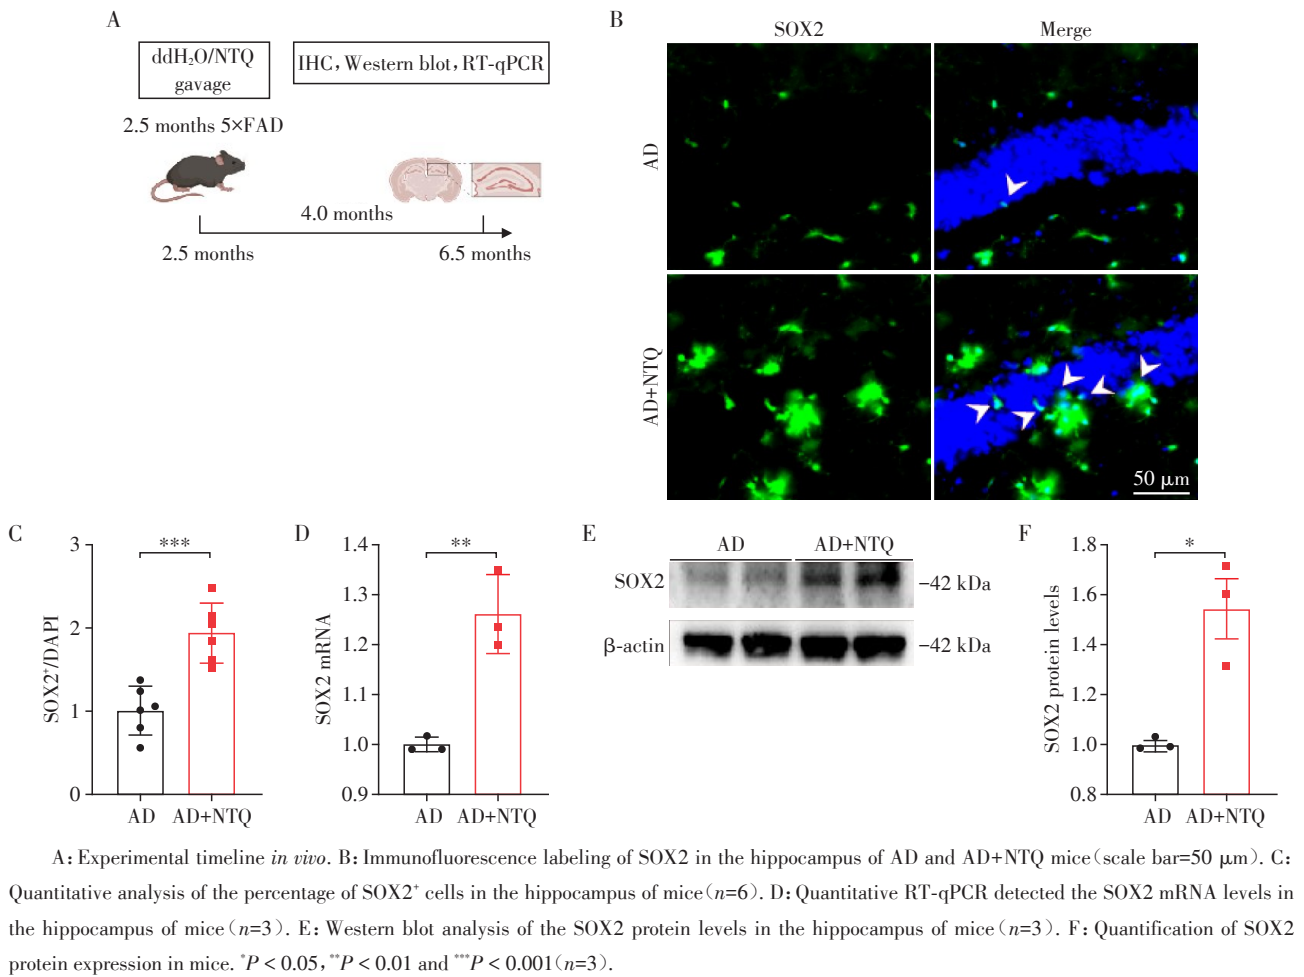 A
ddH₂O/NTQ
gavage
IHC, Western blot, RT-qPCR
2.5 months 5×FAD
4.0 months
2.5 months
6.5 months
B
SOX2
Merge
AD
AD+NTQ
50 μm
C
SOX2⁺/DAPI
3
2
1
0
***
AD
AD+NTQ
D
SOX2 mRNA
1.4
1.3
1.2
1.1
1.0
0.9
**
AD
AD+NTQ
E
AD
AD+NTQ
SOX2
−42 kDa
β-actin
−42 kDa
F
SOX2 protein levels
1.8
1.6
1.4
1.2
1.0
0.8
*
AD
AD+NTQ
A: Experimental timeline in vivo. B: Immunofluorescence labeling of SOX2 in the hippocampus of AD and AD+NTQ mice (scale bar=50 μm). C:
Quantitative analysis of the percentage of SOX2⁺ cells in the hippocampus of mice (n=6). D: Quantitative RT-qPCR detected the SOX2 mRNA levels in
the hippocampus of mice (n=3). E: Western blot analysis of the SOX2 protein levels in the hippocampus of mice (n=3). F: Quantification of SOX2
protein expression in mice. *P < 0.05, **P < 0.01 and ***P < 0.001 (n=3).